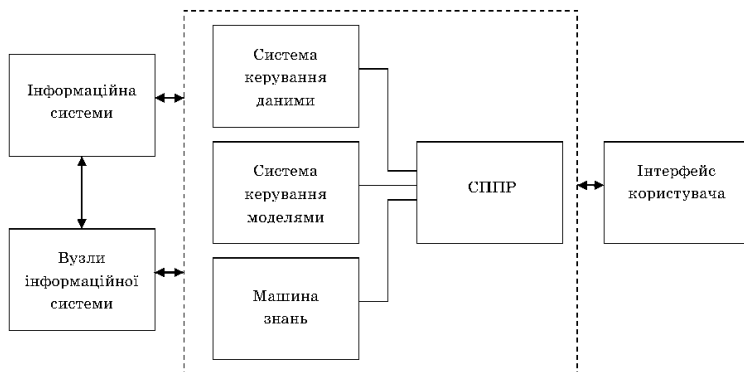 Інформаційна
системи
Вузли
інформаційної
системи
Система
керування
даними
Система
керування
моделями
Машина
знань
СППР
Інтерфейс
користувача